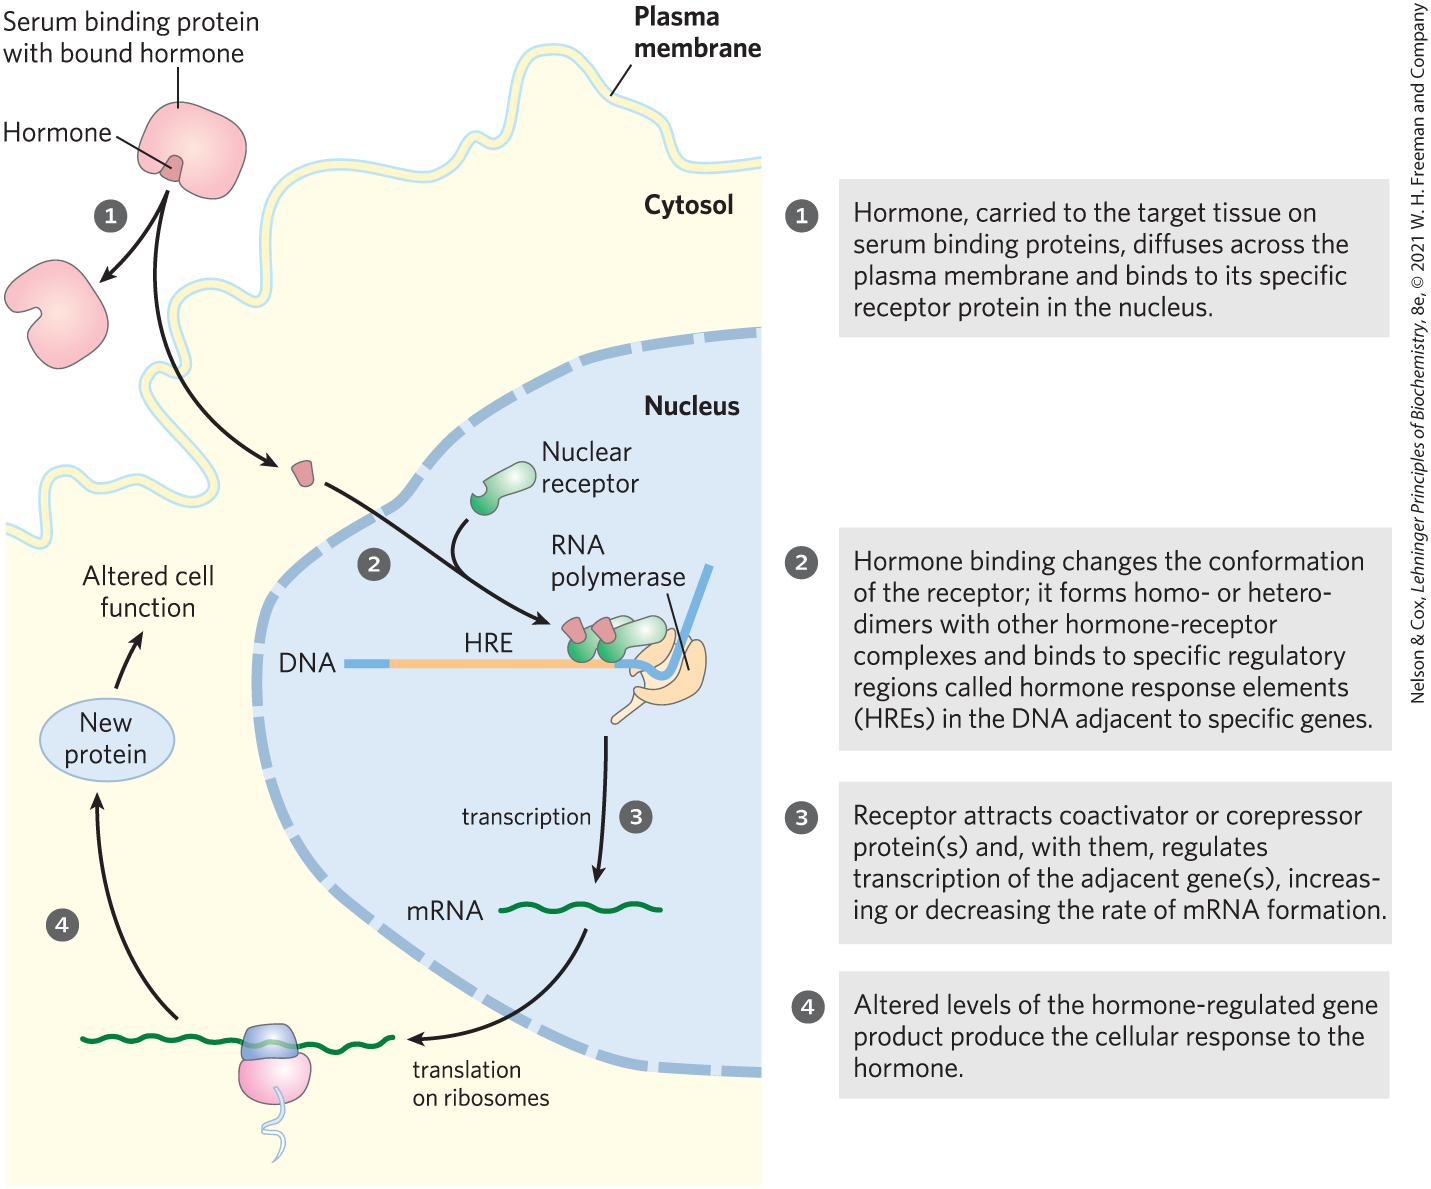 Serum binding protein
with bound hormone
Hormone
1
Plasma
membrane
Cytosol
Nucleus
Nuclear
receptor
2
RNA
polymerase
HRE
DNA
Altered cell
function
New
protein
transcription
3
mRNA
4
translation
on ribosomes
1
Hormone, carried to the target tissue on
serum binding proteins, diffuses across the
plasma membrane and binds to its specific
receptor protein in the nucleus.
2
Hormone binding changes the conformation
of the receptor; it forms homo- or hetero-
dimers with other hormone-receptor
complexes and binds to specific regulatory
regions called hormone response elements
(HREs) in the DNA adjacent to specific genes.
3
Receptor attracts coactivator or corepressor
protein(s) and, with them, regulates
transcription of the adjacent gene(s), increas-
ing or decreasing the rate of mRNA formation.
4
Altered levels of the hormone-regulated gene
product produce the cellular response to the
hormone.
Nelson & Cox, Lehninger Principles of Biochemistry, 8e, © 2021 W. H. Freeman and Company